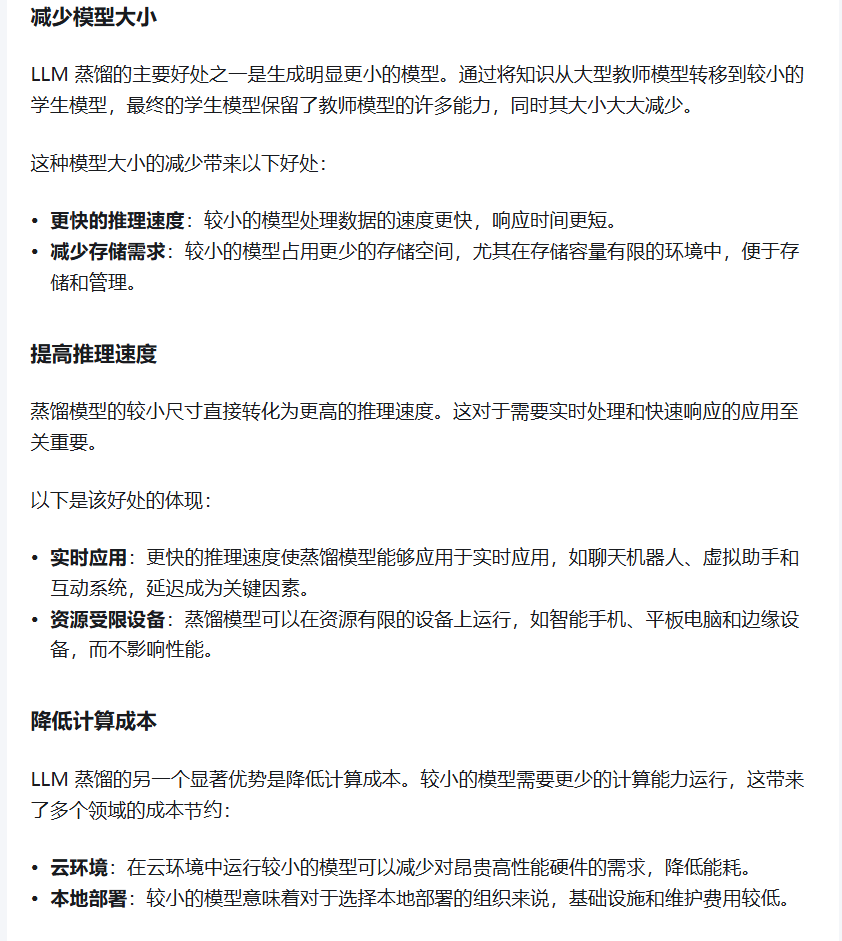 减少模型大小
LLM 蒸馏的主要好处之一是生成明显更小的模型。通过将知识从大型教师模型转移到较小的
学生模型，最终的学生模型保留了教师模型的许多能力，同时其大小大大减少。
这种模型大小的减少带来以下好处：
• 更快的推理速度：较小的模型处理数据的速度更快，响应时间更短。
• 减少存储需求：较小的模型占用更少的存储空间，尤其在存储容量有限的环境中，便于存
储和管理。
提高推理速度
蒸馏模型的较小尺寸直接转化为更高的推理速度。这对于需要实时处理和快速响应的应用至
关重要。
以下是该好处的体现：
• 实时应用：更快的推理速度使蒸馏模型能够应用于实时应用，如聊天机器人、虚拟助手和
互动系统，延迟成为关键因素。
• 资源受限设备：蒸馏模型可以在资源有限的设备上运行，如智能手机、平板电脑和边缘设
备，而不影响性能。
降低计算成本
LLM 蒸馏的另一个显著优势是降低计算成本。较小的模型需要更少的计算能力运行，这带来
了多个领域的成本节约：
• 云环境：在云环境中运行较小的模型可以减少对昂贵高性能硬件的需求，降低能耗。
• 本地部署：较小的模型意味着对于选择本地部署的组织来说，基础设施和维护费用较低。